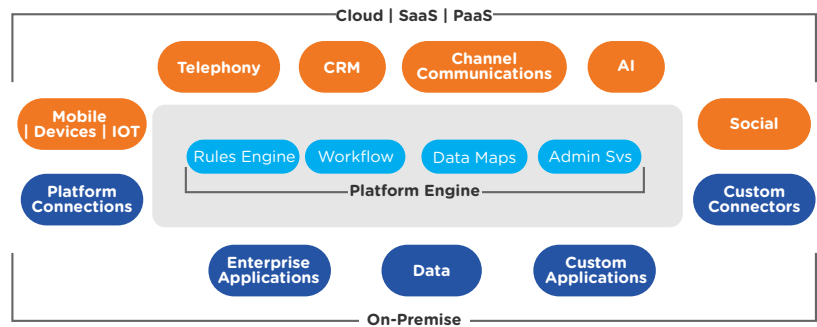 Cloud | SaaS | PaaS
Telephony
CRM
Channel
Communications
AI
Mobile
| Devices | IOT
Social
Rules Engine
Workflow
Data Maps
Admin Svs
Platform Engine
Platform
Connections
Custom
Connectors
Enterprise
Applications
Data
Custom
Applications
On-Premise